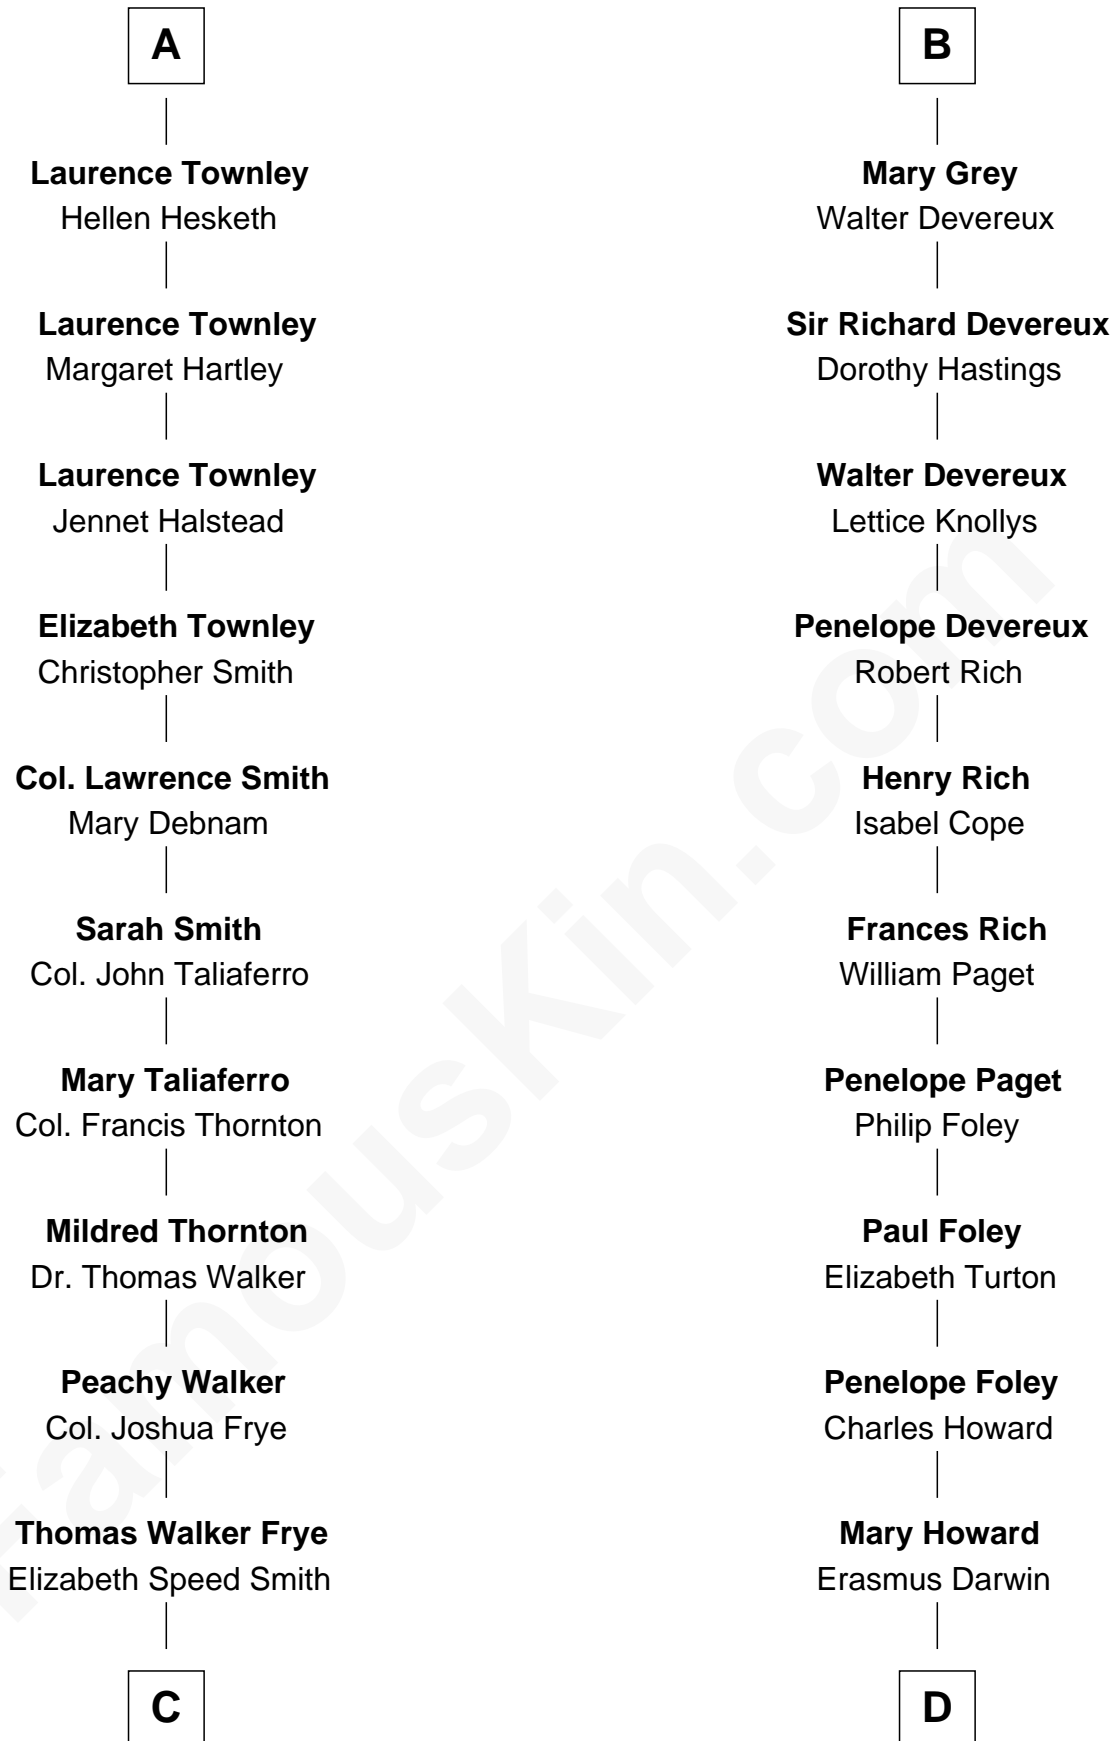 A
Laurence Townley
Hellen Hesketh
Laurence Townley
Margaret Hartley
Laurence Townley
Jennet Halstead
Elizabeth Townley
Christopher Smith
Col. Lawrence Smith
Mary Debnam
Sarah Smith
Col. John Taliaferro
Mary Taliaferro
Col. Francis Thornton
Mildred Thornton
Dr. Thomas Walker
Peachy Walker
Col. Joshua Frye
Thomas Walker Frye
Elizabeth Speed Smith
C
B
Mary Grey
Walter Devereux
Sir Richard Devereux
Dorothy Hastings
Walter Devereux
Lettice Knollys
Penelope Devereux
Robert Rich
Henry Rich
Isabel Cope
Frances Rich
William Paget
Penelope Paget
Philip Foley
Paul Foley
Elizabeth Turton
Penelope Foley
Charles Howard
Mary Howard
Erasmus Darwin
D
FamousKin.com